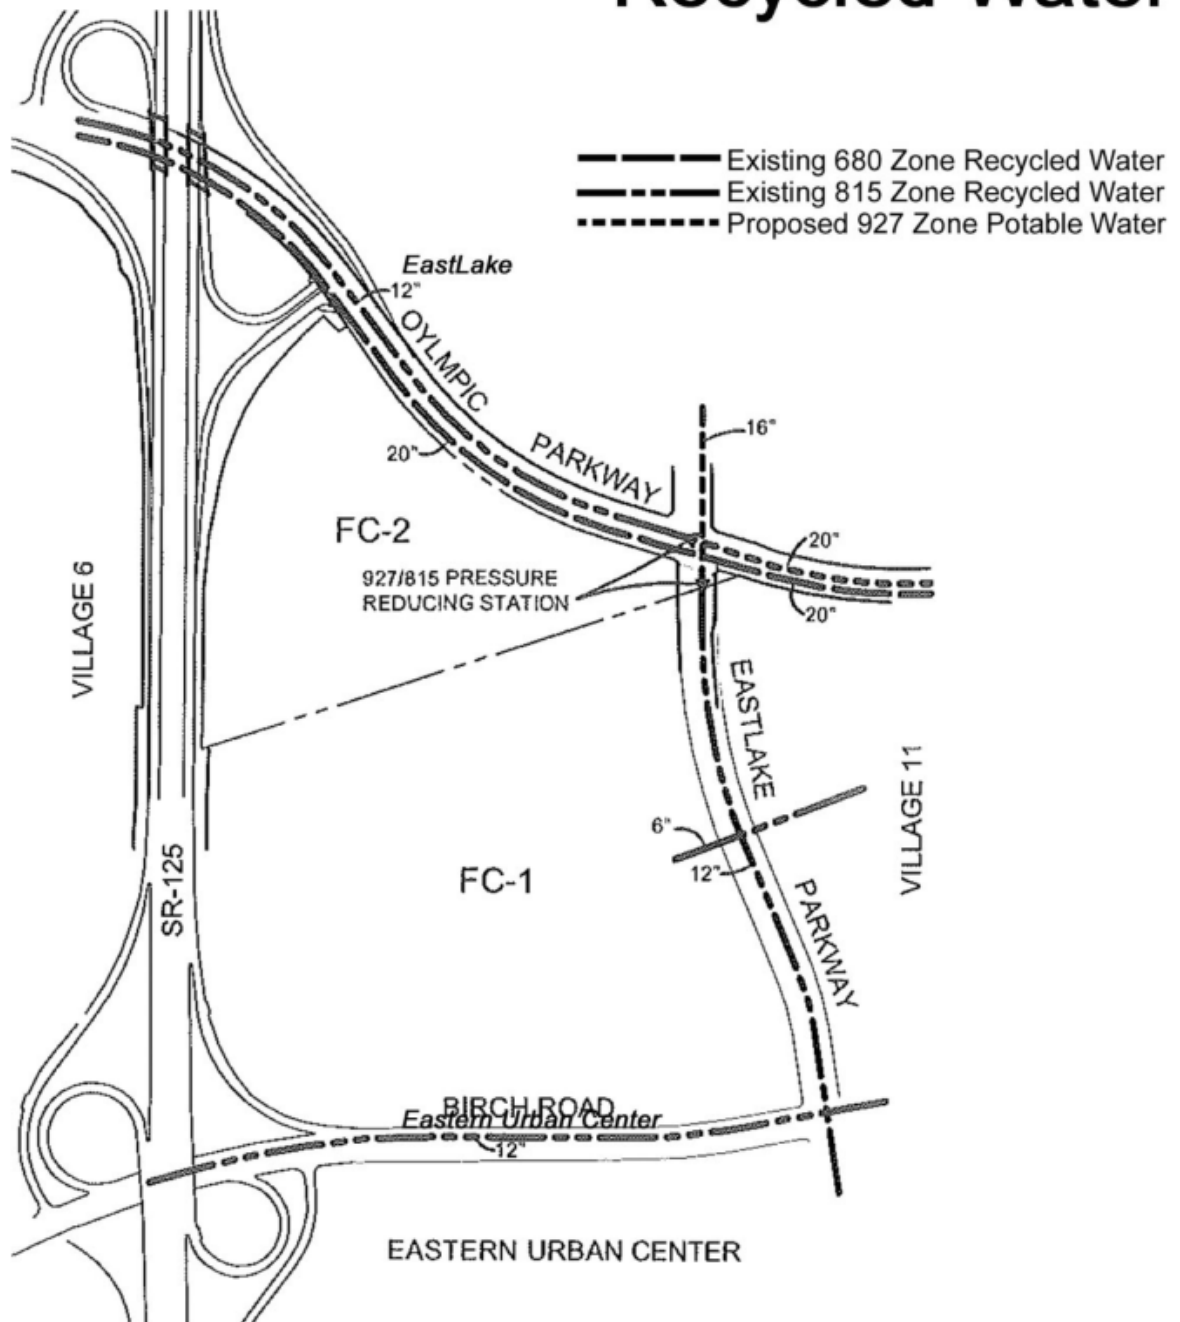 Recycled Water
Existing 680 Zone Recycled Water
Existing 815 Zone Recycled Water
Proposed 927 Zone Potable Water
EastLake
12"
OYLMPIC
PARKWAY
16"
20"
FC-2
20"
927/815 PRESSURE
REDUCING STATION
20"
VILLAGE 6
EASTLAKE
VILLAGE 11
6"
12"
FC-1
SR-125
PARKWAY
BIRCH ROAD
Eastern Urban Center
12"
EASTERN URBAN CENTER